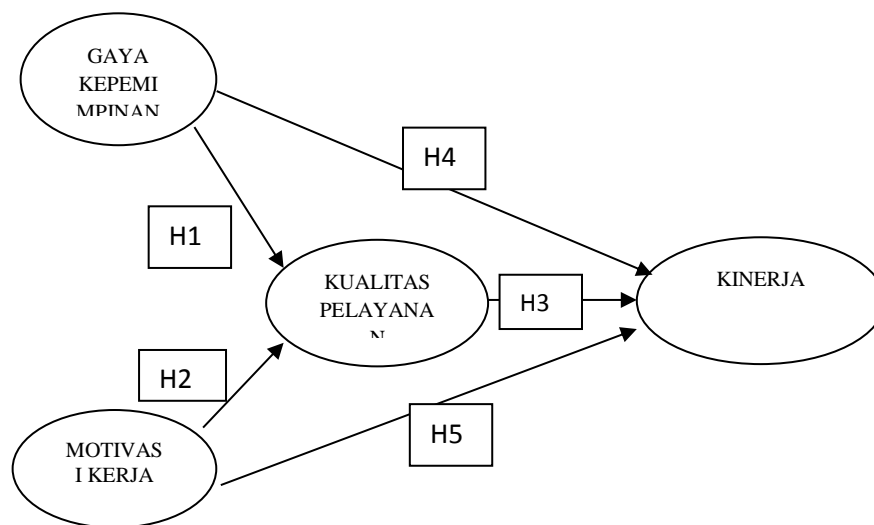 GAYA
KEPEMI
MPINAN
H4
H1
KUALITAS
PELAYANA
N
H3
KINERJA
H2
MOTIVAS
I KERJA
H5